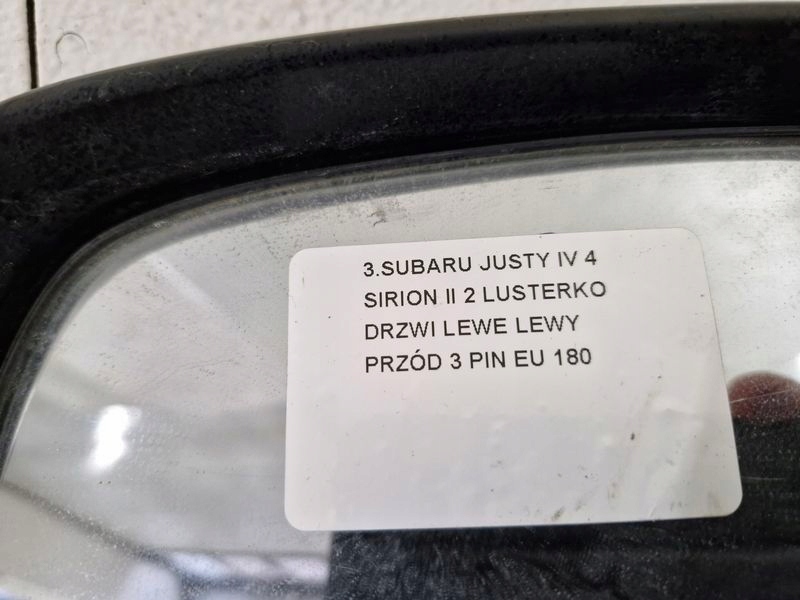 3.SUBARU JUSTY IV 4
SIRION II 2 LUSTERKO
DRZWI LEWE LEWY
PRZÓD 3 PIN EU 180